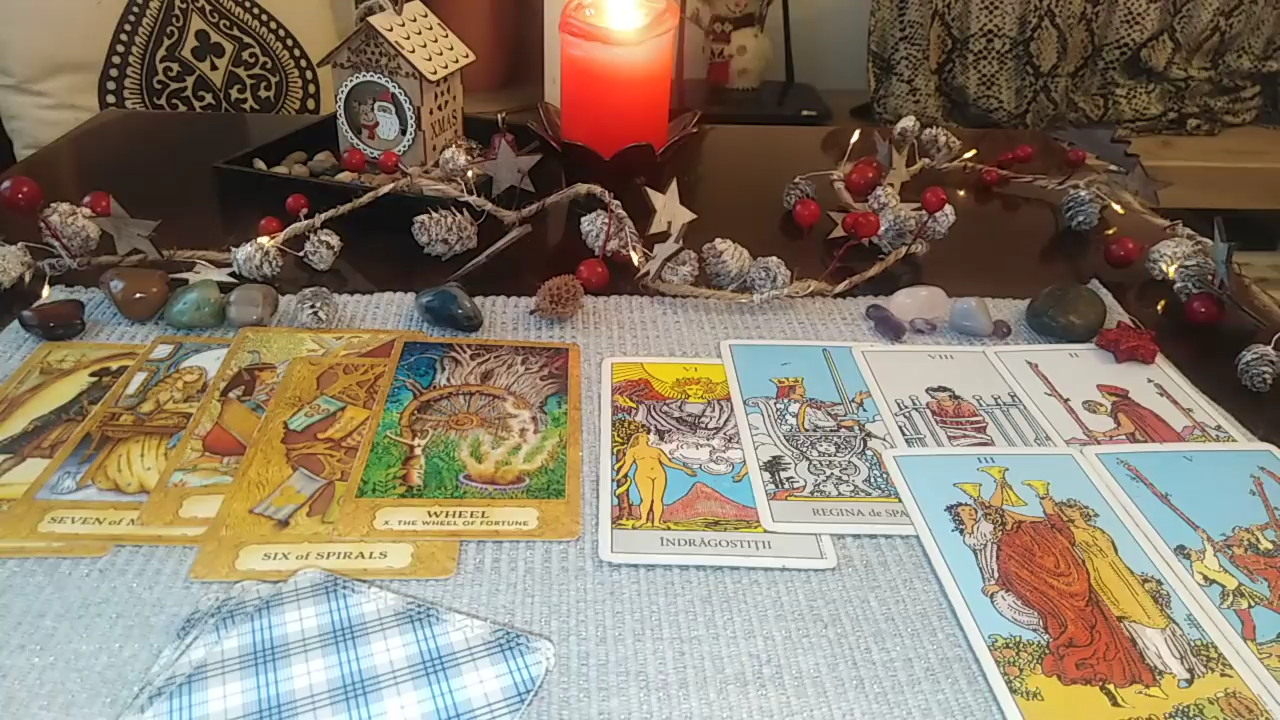 XMAS
SEVEN of M
SIX of SPIRALS
WHEEL
X. THE WHEEL OF FORTUNE
VI
ÎNDRĂGOSTIȚII
REGINA de SPA
VIII
II
III
V